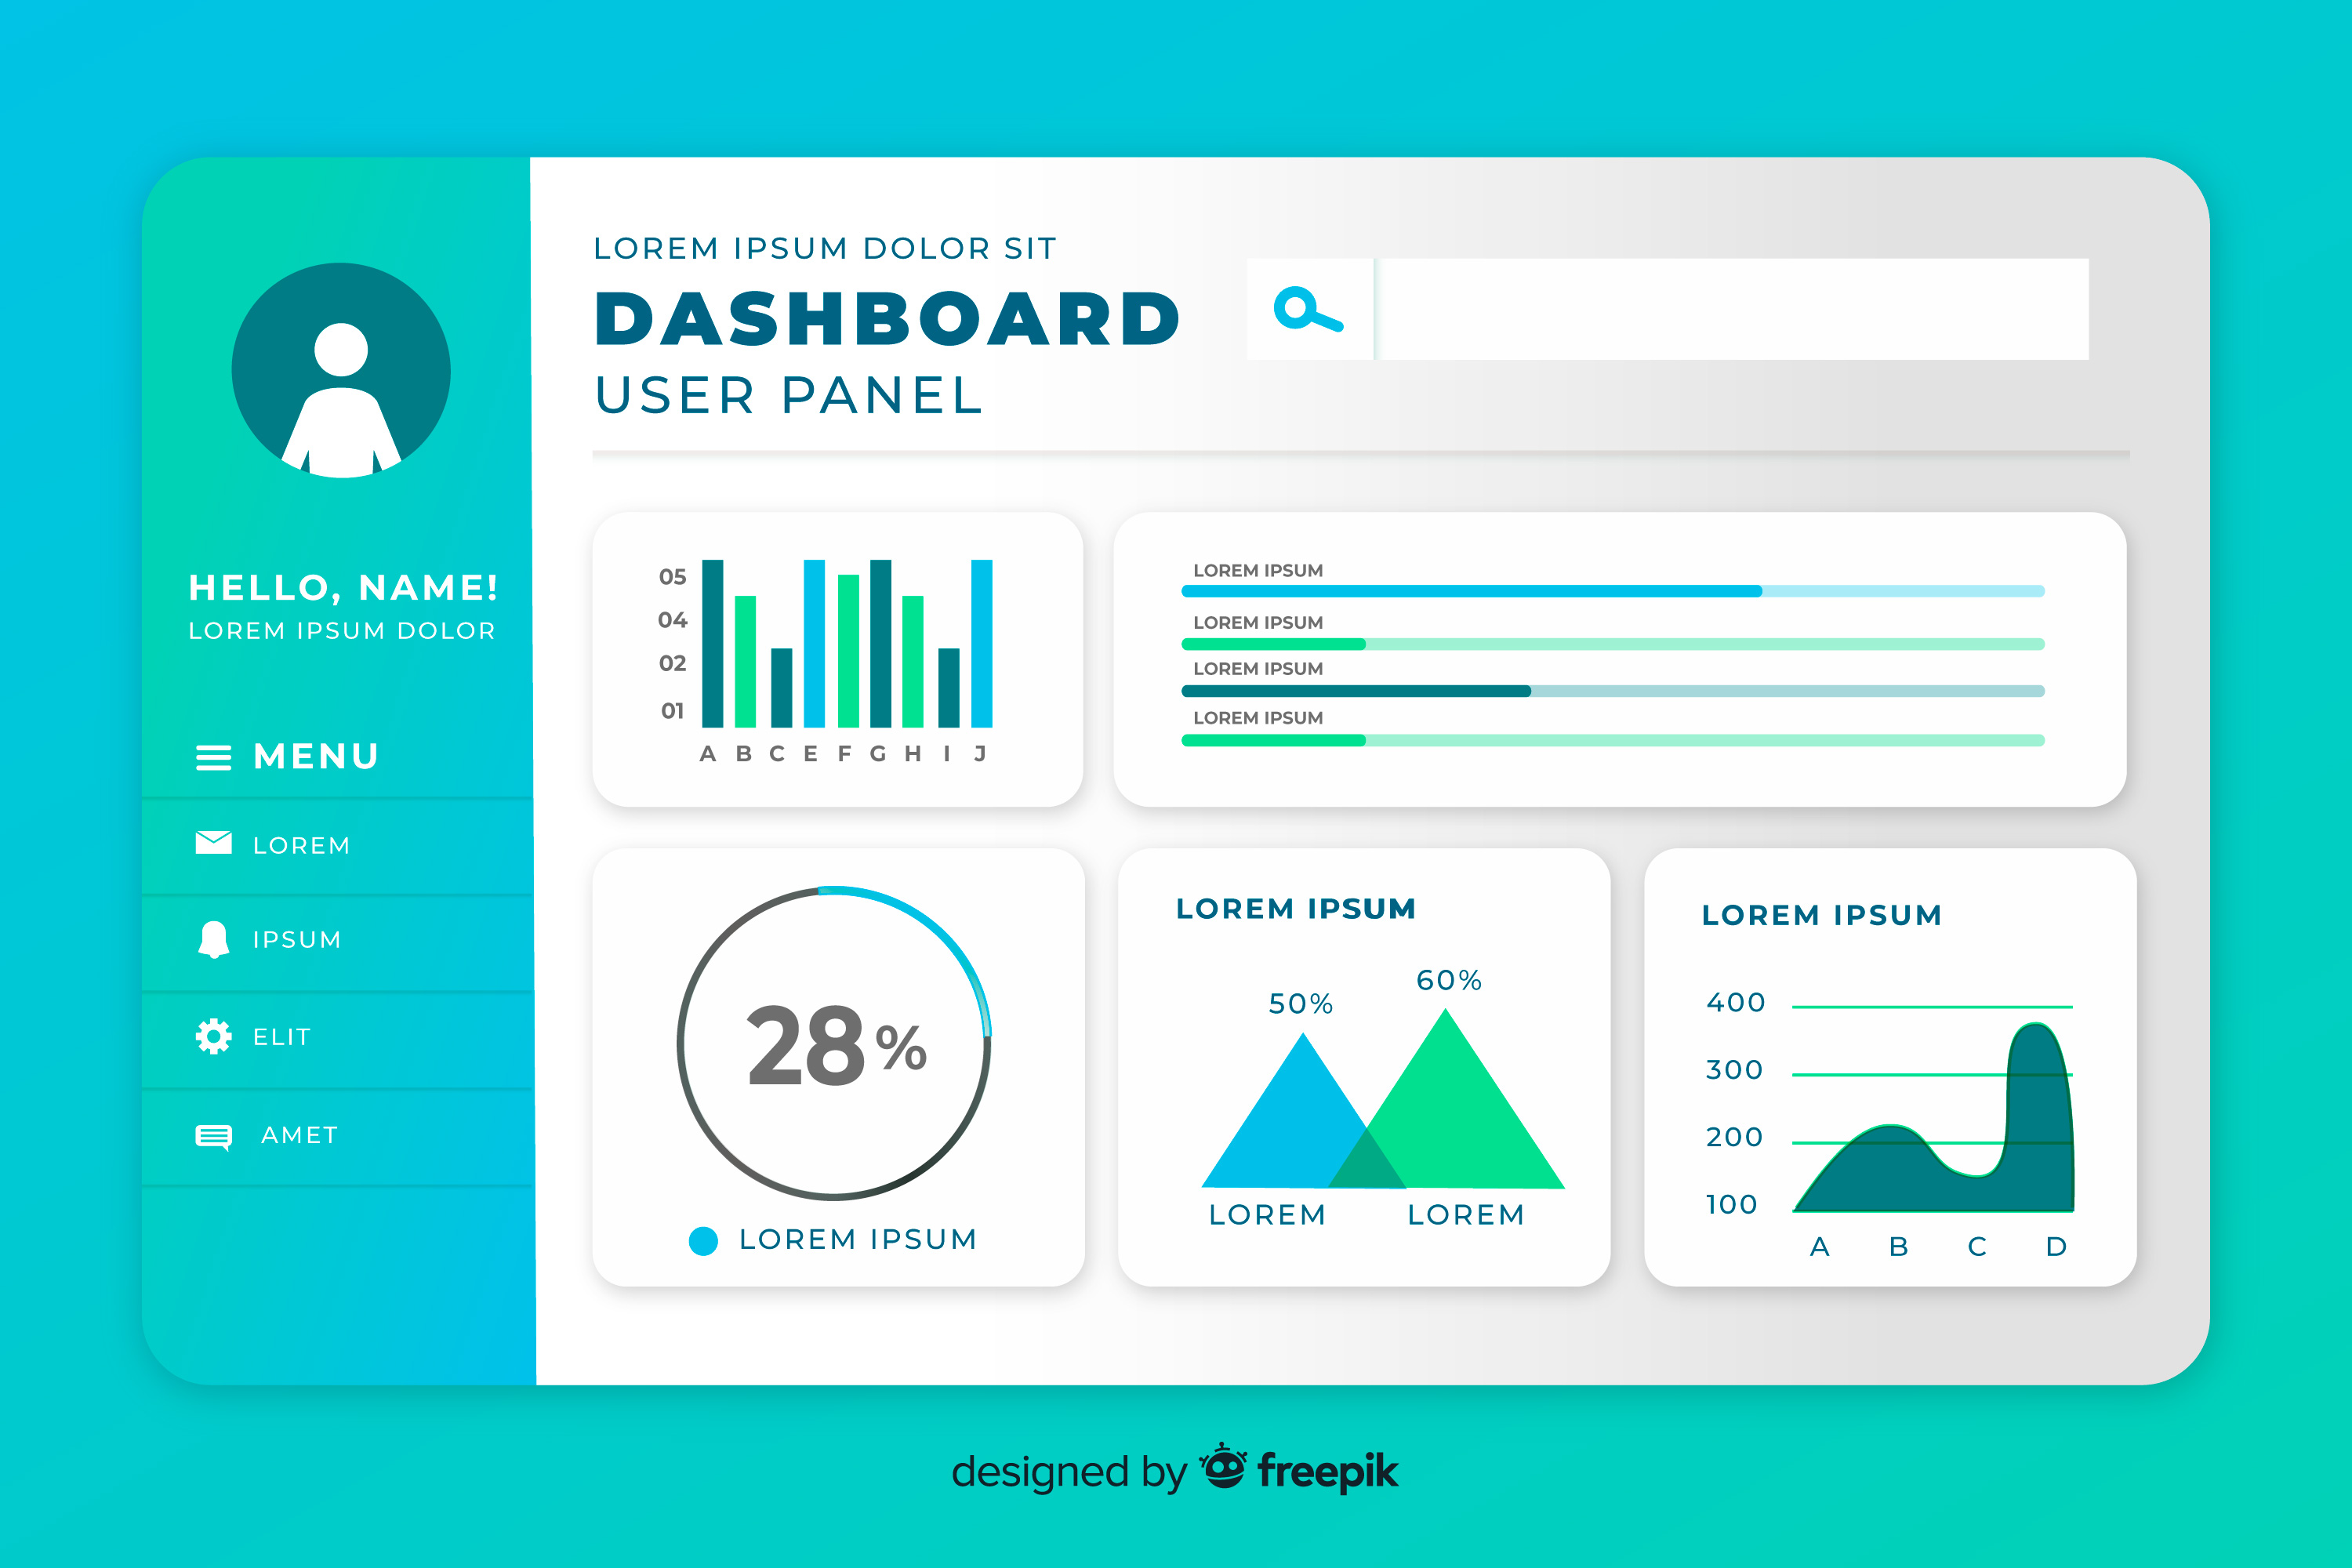 HELLO, NAME!
LOREM IPSUM DOLOR
MENU
LOREM
IPSUM
ELIT
AMET
LOREM IPSUM DOLOR SIT
DASHBOARD
USER PANEL
05
04
02
01
A B C E F G H I J
LOREM IPSUM
LOREM IPSUM
LOREM IPSUM
LOREM IPSUM
28%
LOREM IPSUM
LOREM IPSUM
50%
60%
LOREM LOREM
LOREM IPSUM
400
300
200
100
A B C D
designed by freepik